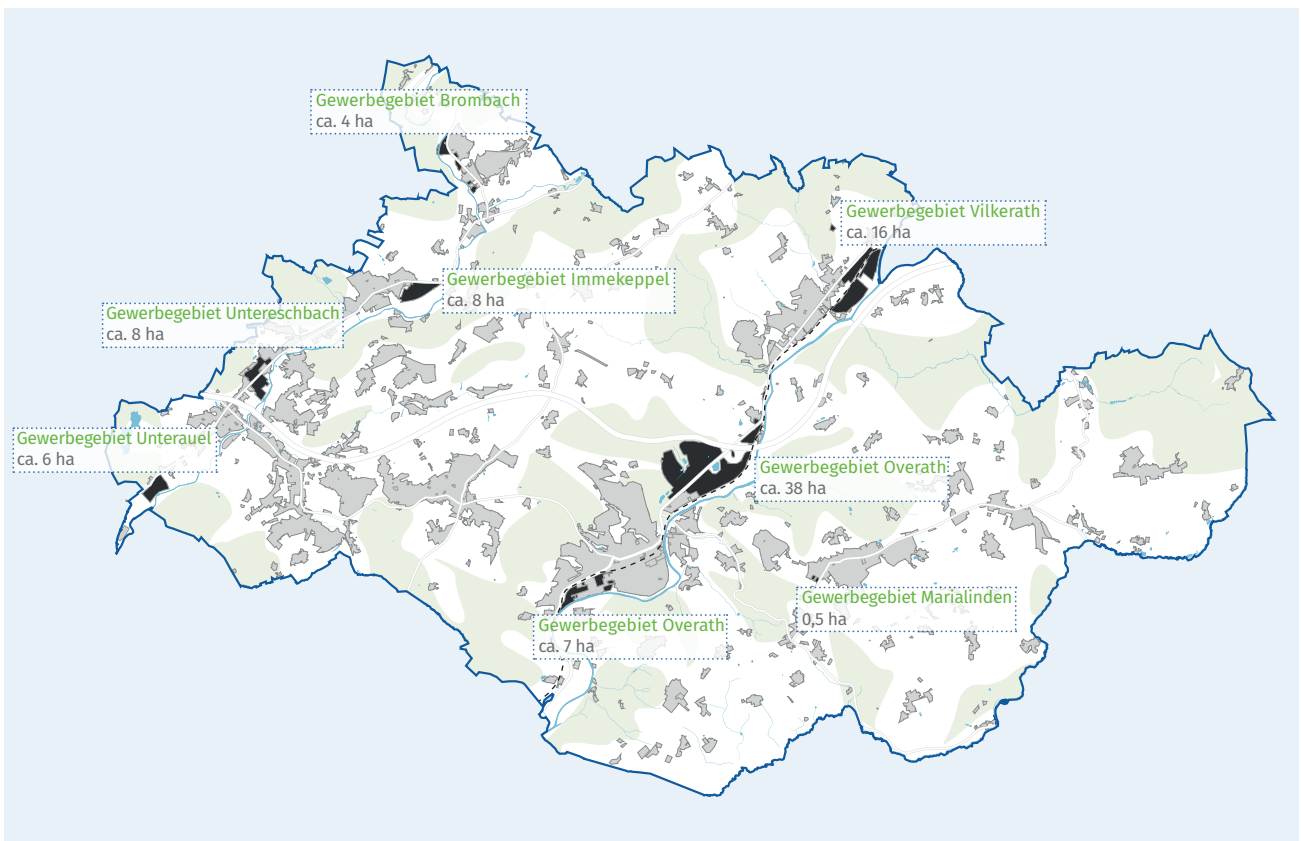 Gewerbegebiet Brombach
ca. 4 ha
Gewerbegebiet Vilkerath
ca. 16 ha
Gewerbegebiet Immekeppel
ca. 8 ha
Gewerbegebiet Untereschbach
ca. 8 ha
Gewerbegebiet Unterauel
ca. 6 ha
Gewerbegebiet Overath
ca. 38 ha
Gewerbegebiet Marialinden
0,5 ha
Gewerbegebiet Overath
ca. 7 ha